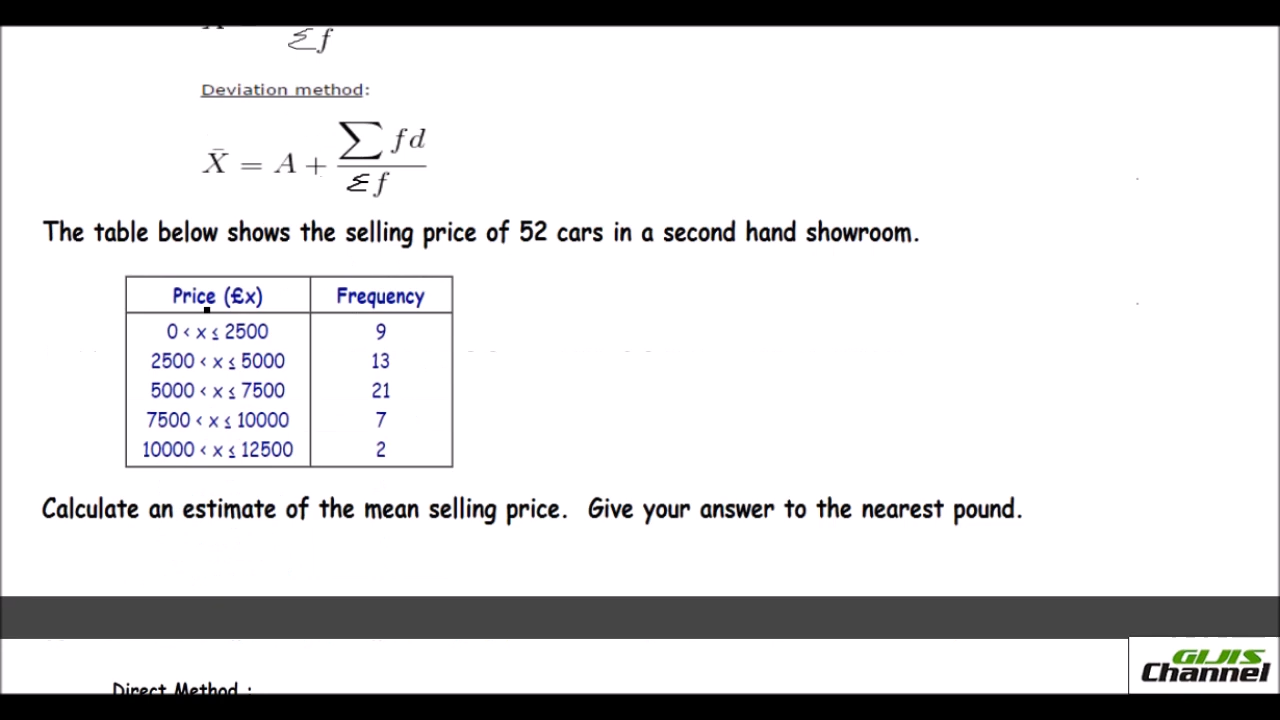 Σf
Deviation method:
X̄ = A + ∑ fd / Σf
The table below shows the selling price of 52 cars in a second hand showroom.
Price (£x) Frequency
0 < x ≤ 2500 9
2500 < x ≤ 5000 13
5000 < x ≤ 7500 21
7500 < x ≤ 10000 7
10000 < x ≤ 12500 2
Calculate an estimate of the mean selling price. Give your answer to the nearest pound.
GIJIS
Channel
Direct Method :